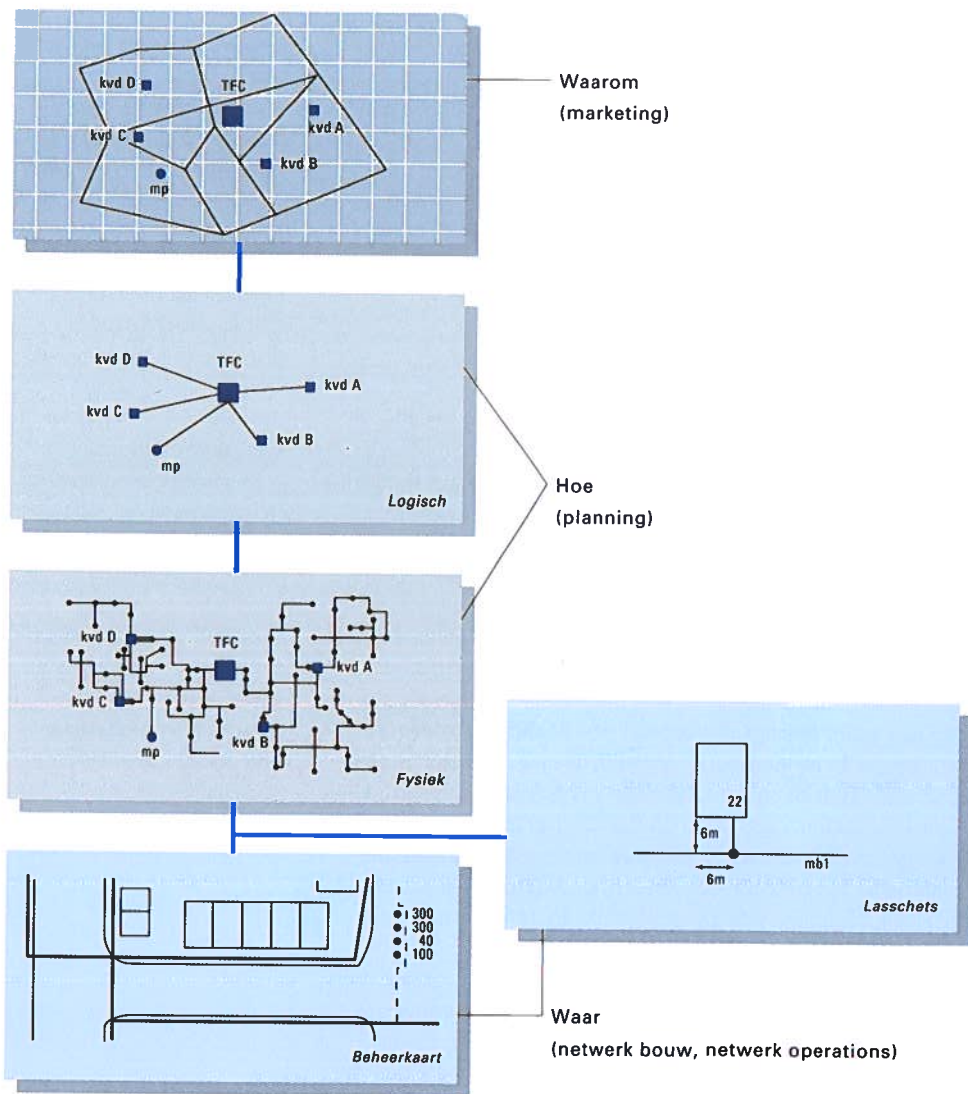 kvd D
TFC
kvd A
kvd C
kvd B
mp
Waarom
(marketing)
kvd D
TFC
kvd A
kvd C
kvd B
mp
Logisch
Hoe
(planning)
kvd D
TFC
kvd A
kvd C
kvd B
mp
Fysiek
22
6m
6m
mb1
Lasschets
300
300
40
100
Beheerkaart
Waar
(netwerk bouw, netwerk operations)